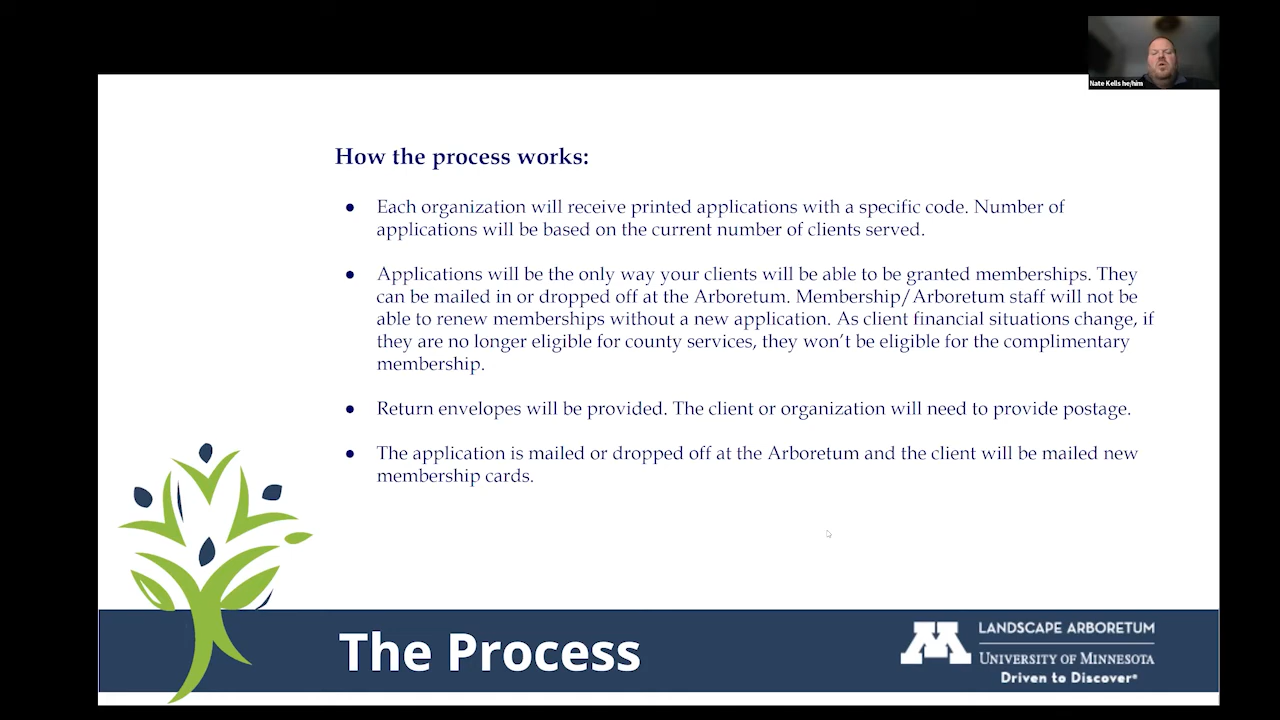 Nate Kells he/him
How the process works:
● Each organization will receive printed applications with a specific code. Number of
applications will be based on the current number of clients served.
● Applications will be the only way your clients will be able to be granted memberships. They
can be mailed in or dropped off at the Arboretum. Membership/Arboretum staff will not be
able to renew memberships without a new application. As client financial situations change, if
they are no longer eligible for county services, they won't be eligible for the complimentary
membership.
● Return envelopes will be provided. The client or organization will need to provide postage.
● The application is mailed or dropped off at the Arboretum and the client will be mailed new
membership cards.
The Process
M
LANDSCAPE ARBORETUM
UNIVERSITY OF MINNESOTA
Driven to Discover®